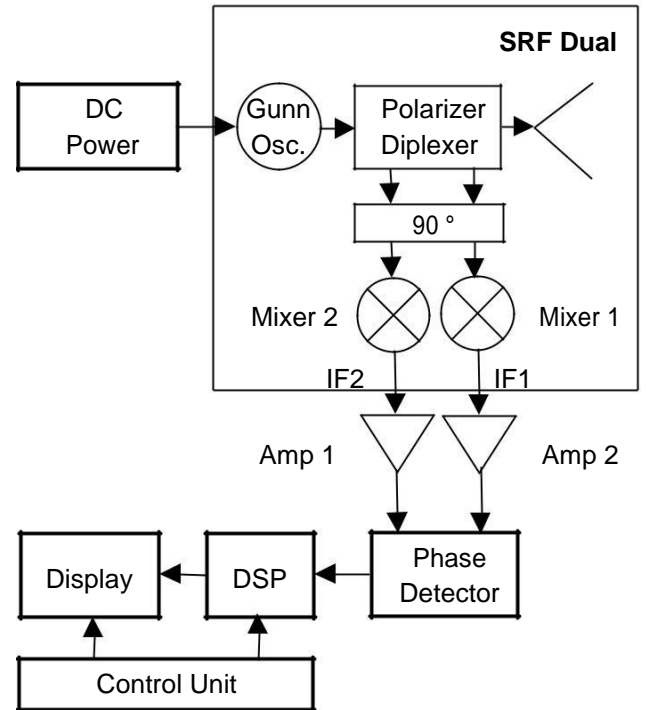 SRF Dual
DC
Power
Gunn
Osc.
Polarizer
Diplexer
90 °
Mixer 2
Mixer 1
IF2
IF1
Amp 1
Amp 2
Display
DSP
Phase
Detector
Control Unit